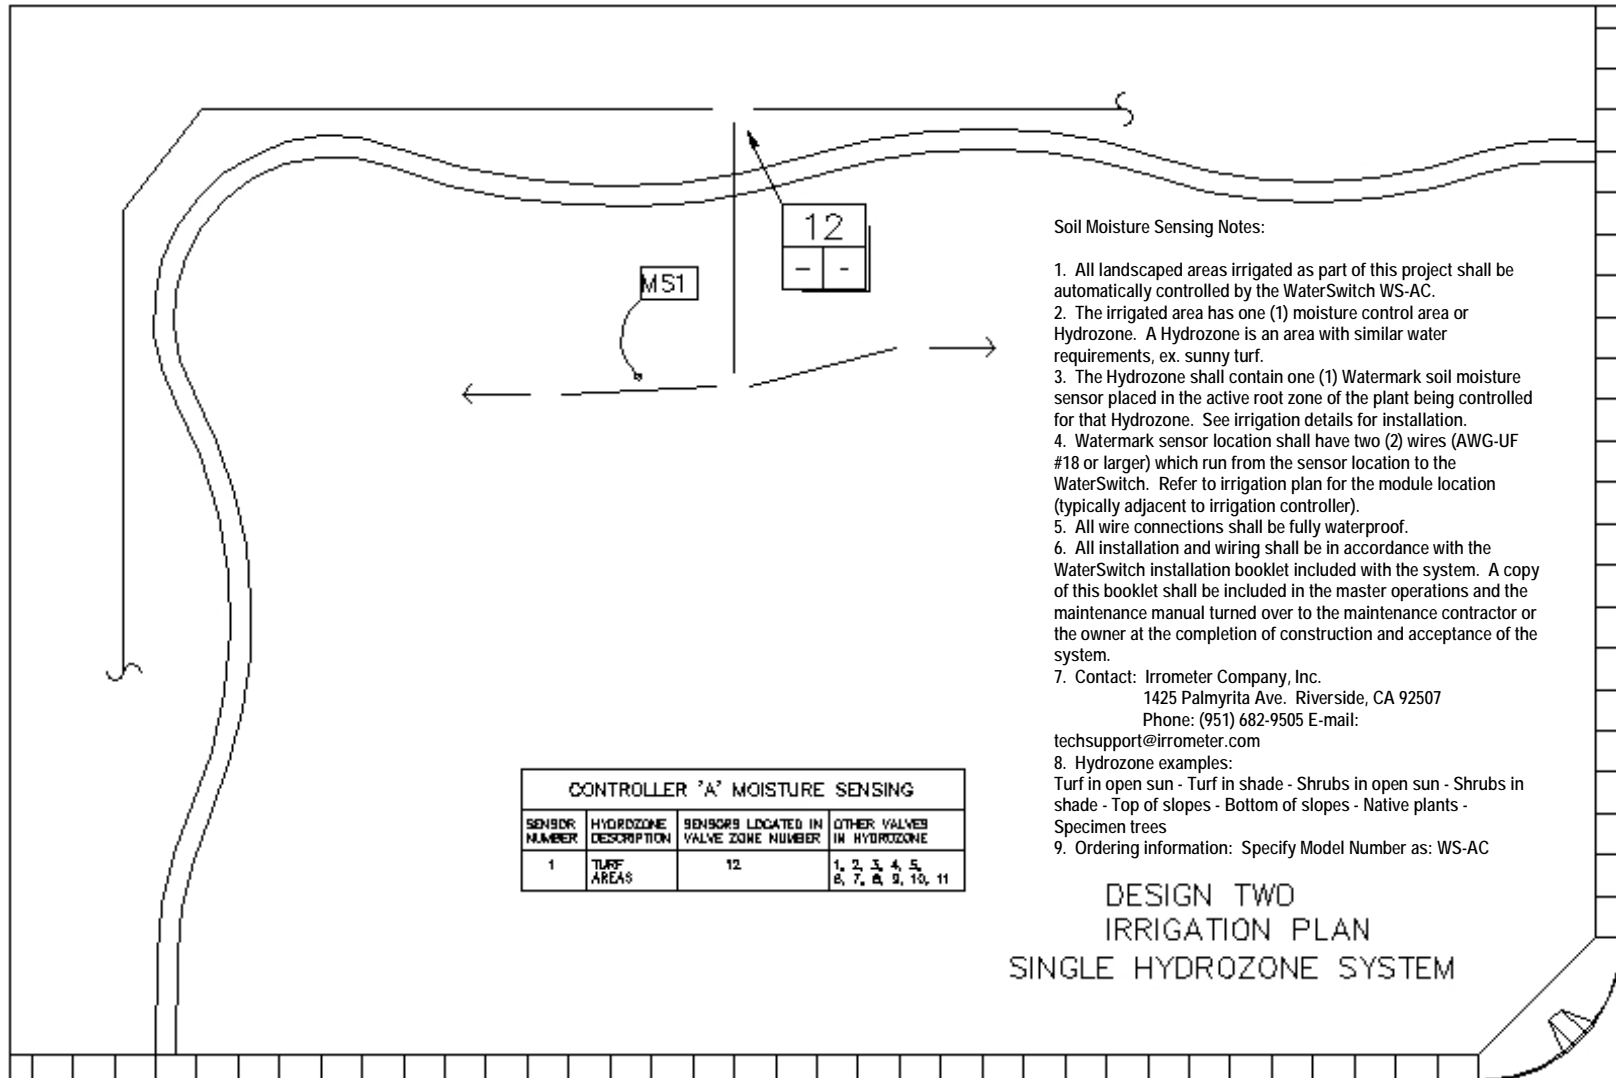 12
- -
MS1
Soil Moisture Sensing Notes:
1. All landscaped areas irrigated as part of this project shall be
automatically controlled by the WaterSwitch WS-AC.
2. The irrigated area has one (1) moisture control area or
Hydrozone. A Hydrozone is an area with similar water
requirements, ex. sunny turf.
3. The Hydrozone shall contain one (1) Watermark soil moisture
sensor placed in the active root zone of the plant being controlled
for that Hydrozone. See irrigation details for installation.
4. Watermark sensor location shall have two (2) wires (AWG-UF
#18 or larger) which run from the sensor location to the
WaterSwitch. Refer to irrigation plan for the module location
(typically adjacent to irrigation controller).
5. All wire connections shall be fully waterproof.
6. All installation and wiring shall be in accordance with the
WaterSwitch installation booklet included with the system. A copy
of this booklet shall be included in the master operations and the
maintenance manual turned over to the maintenance contractor or
the owner at the completion of construction and acceptance of the
system.
7. Contact: Irrometer Company, Inc.
1425 Palmyrita Ave. Riverside, CA 92507
Phone: (951) 682-9505 E-mail:
techsupport@irrometer.com
8. Hydrozone examples:
Turf in open sun - Turf in shade - Shrubs in open sun - Shrubs in
shade - Top of slopes - Bottom of slopes - Native plants -
Specimen trees
9. Ordering information: Specify Model Number as: WS-AC
CONTROLLER "A" MOISTURE SENSING
SENSOR NUMBER
HYDROZONE DESCRIPTION
SENSORS LOCATED IN VALVE ZONE NUMBER
OTHER VALVES IN HYDROZONE
1
TURF AREAS
12
1, 2, 3, 4, 5,
6, 7, 8, 9, 10, 11
DESIGN TWO
IRRIGATION PLAN
SINGLE HYDROZONE SYSTEM